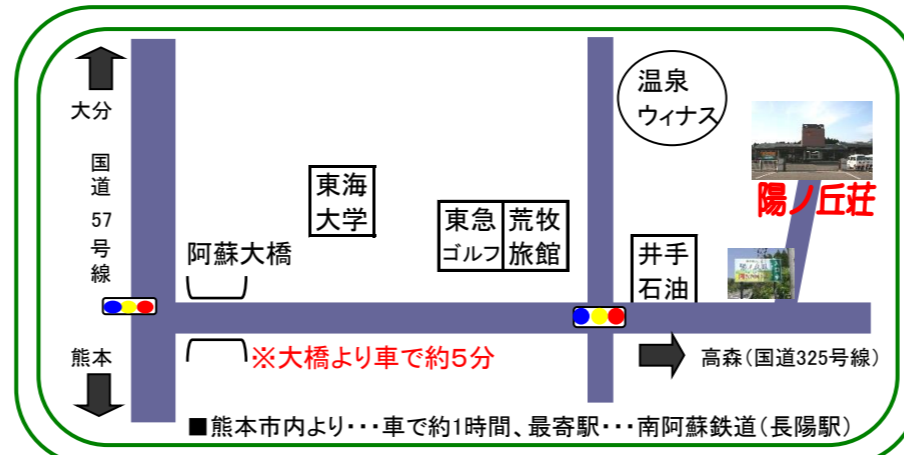 大分
国道57号線
熊本
阿蘇大橋
東海
大学
東急
ゴルフ
荒牧
旅館
温泉
ウィナス
井手
石油
陽ノ丘荘
※大橋より車で約5分
高森(国道325号線)
■熊本市内より・・・車で約1時間、最寄駅・・・南阿蘇鉄道(長陽駅)